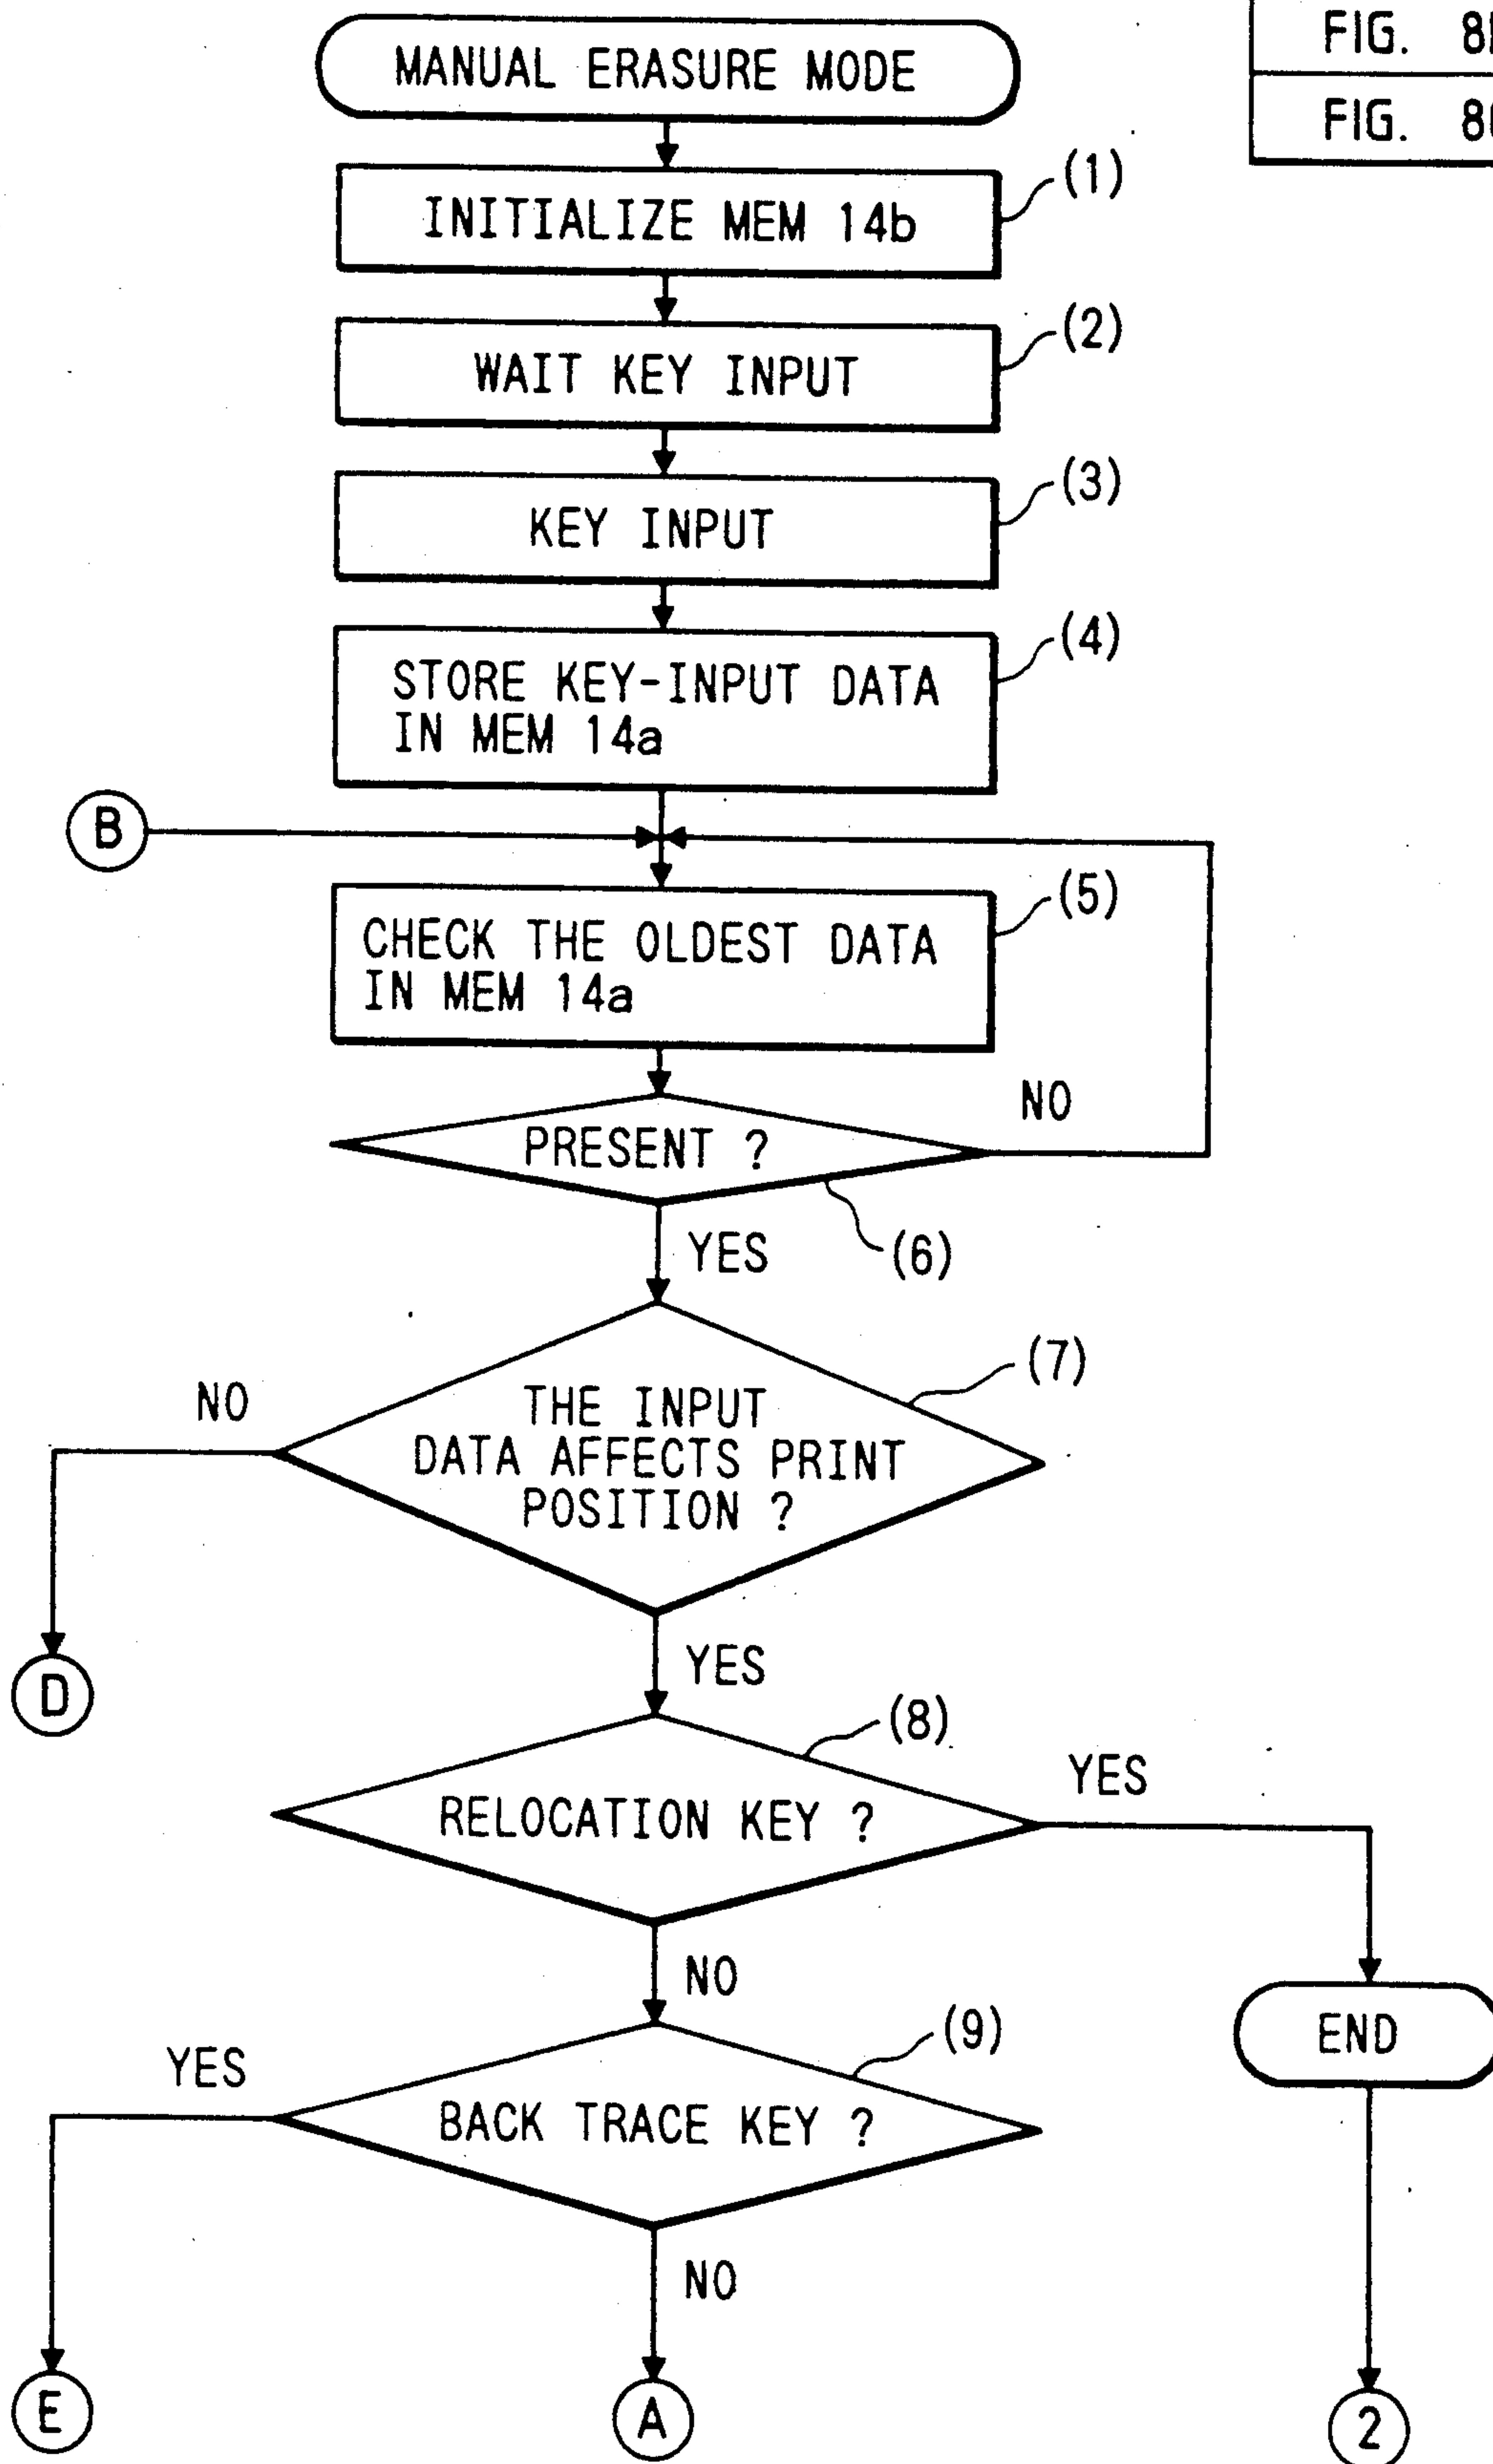 FIG. 8
FIG. 8
MANUAL ERASURE MODE
(1)
INITIALIZE MEM 14b
(2)
WAIT KEY INPUT
(3)
KEY INPUT
(4)
STORE KEY-INPUT DATA
IN MEM 14a
B
(5)
CHECK THE OLDEST DATA
IN MEM 14a
NO
PRESENT ?
YES
(6)
(7)
NO
THE INPUT
DATA AFFECTS PRINT
POSITION ?
D
YES
(8)
YES
RELOCATION KEY ?
NO
END
(9)
YES
BACK TRACE KEY ?
NO
E
A
2